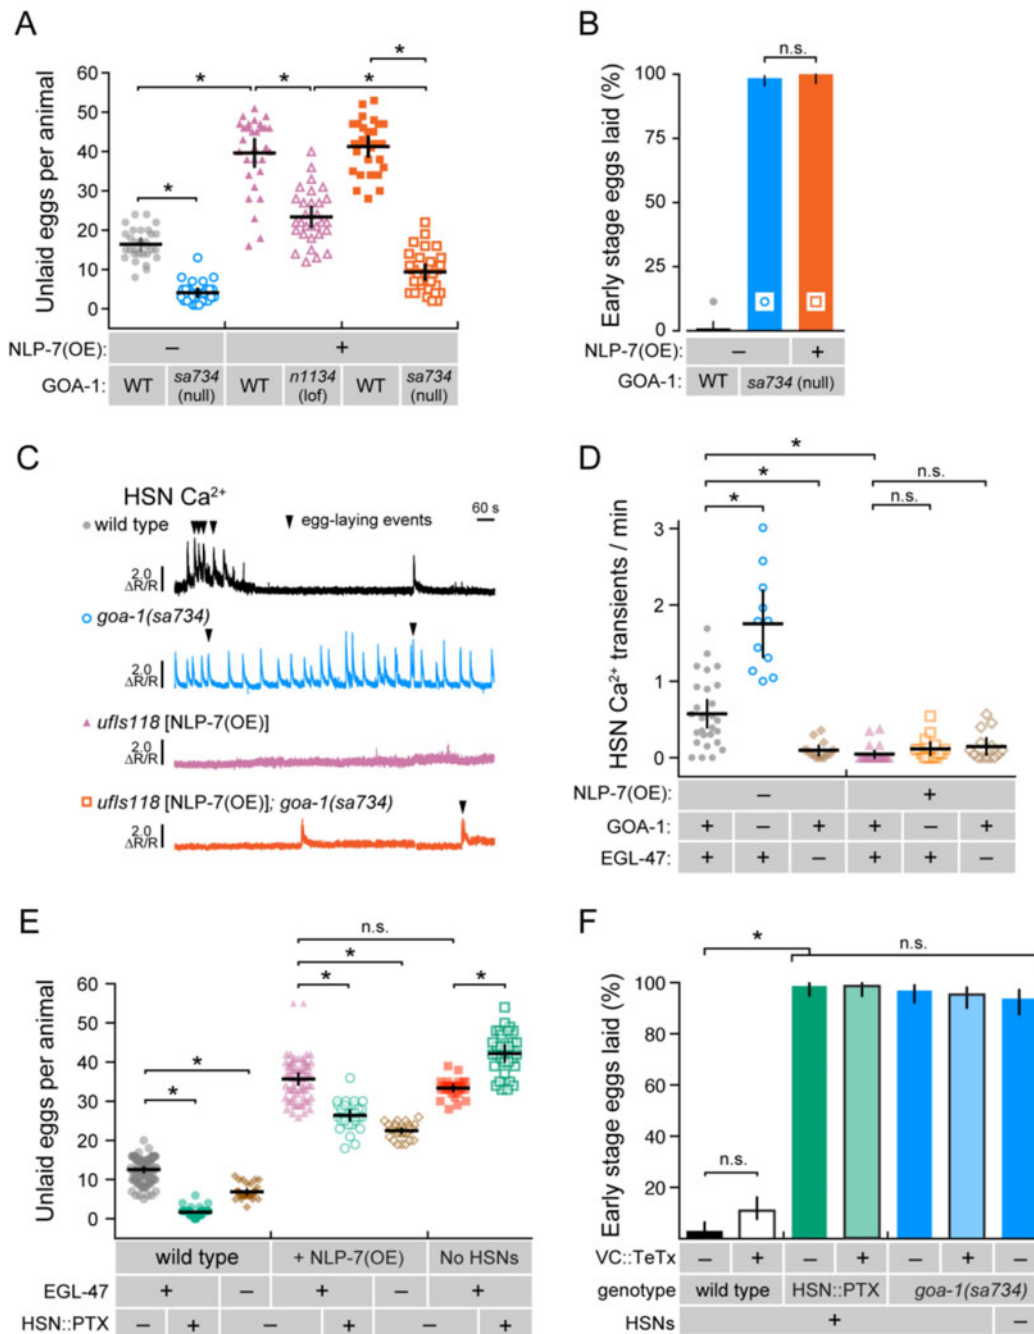 A
Unlaid eggs per animal
60
50
40
30
20
10
0
*
*
*
*
*
NLP-7(OE): – +
GOA-1: WT sa734 (null) WT n1134 (lof) WT sa734 (null)
B
Early stage eggs laid (%)
100
75
50
25
0
n.s.
NLP-7(OE): – +
GOA-1: WT sa734 (null)
C
HSN Ca2+
60 s
wild type
egg-laying events
2.0
ΔR/R
goa-1(sa734)
2.0
ΔR/R
ufIs118 [NLP-7(OE)]
2.0
ΔR/R
ufIs118 [NLP-7(OE)]; goa-1(sa734)
2.0
ΔR/R
D
HSN Ca2+ transients / min
3
2
1
0
*
*
n.s.
*
n.s.
NLP-7(OE): – +
GOA-1: + – + + – +
EGL-47: + + – + + –
E
Unlaid eggs per animal
60
50
40
30
20
10
0
n.s.
*
*
*
*
*
wild type + NLP-7(OE) No HSNs
EGL-47 + – + – +
HSN::PTX – + – – + – – +
F
Early stage eggs laid (%)
100
80
60
40
20
*
n.s.
n.s.
VC::TeTx – + – + – + –
genotype wild type HSN::PTX goa-1(sa734)
HSNs + –